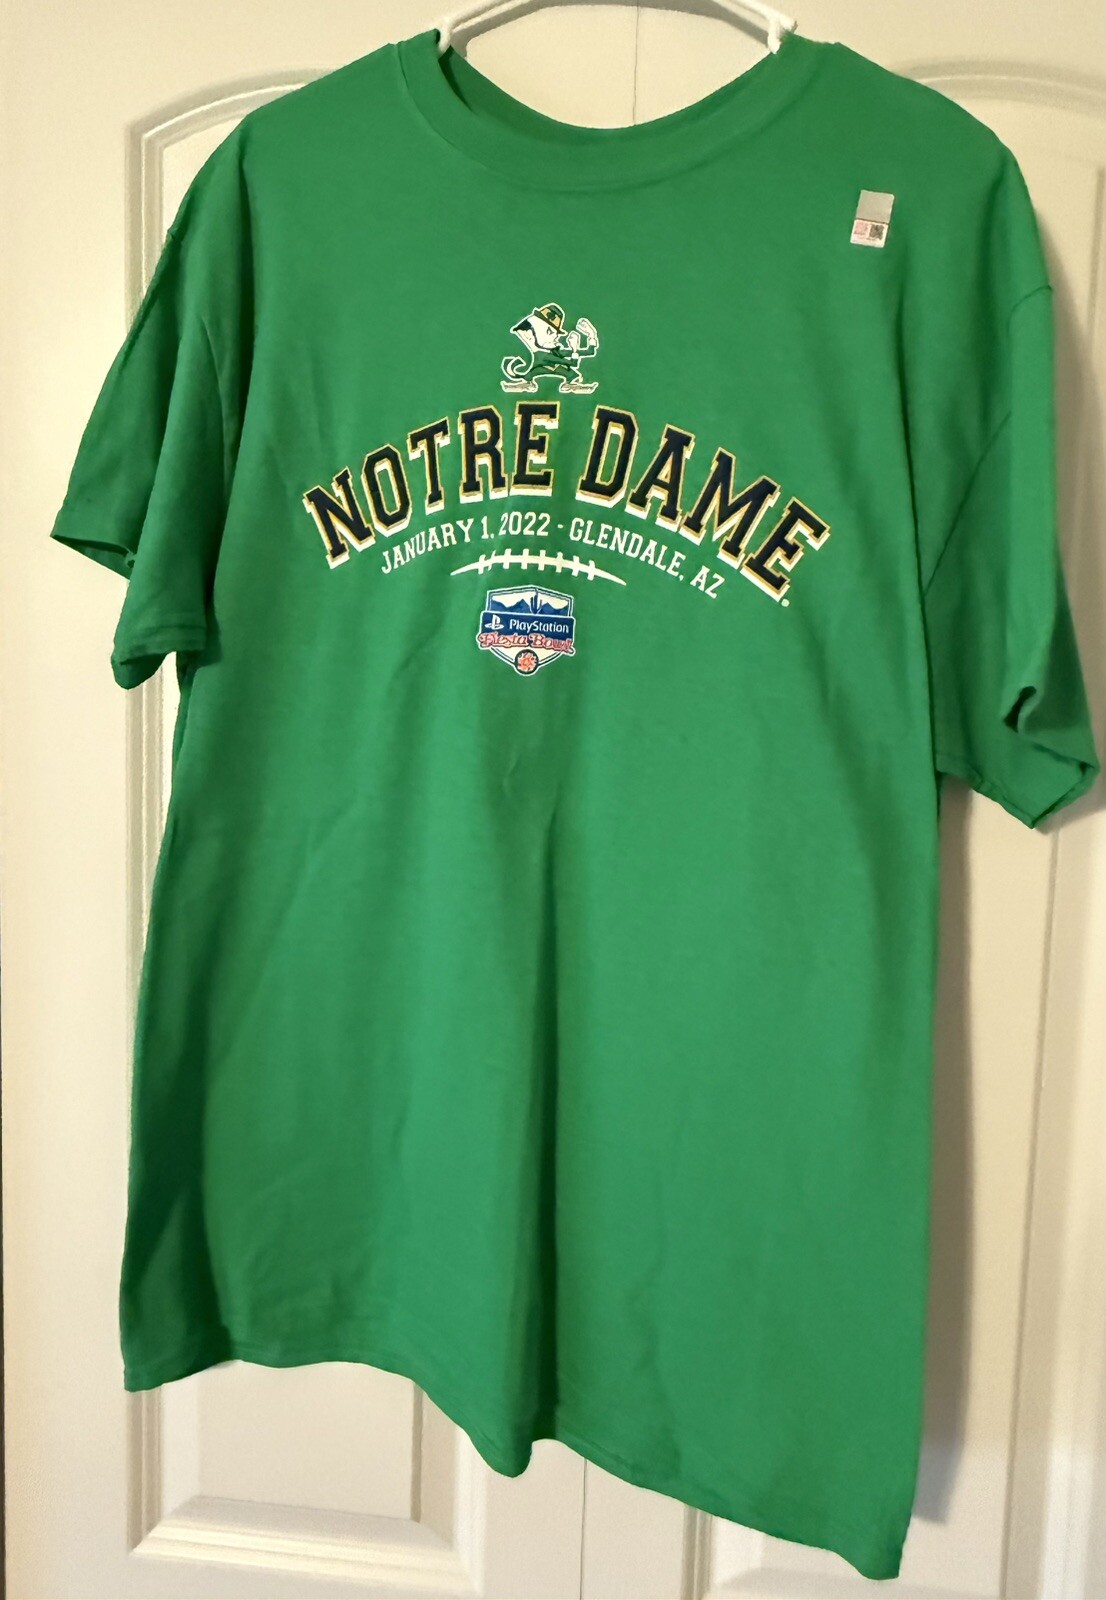 NOTRE DAME
JANUARY 1, 2022 - GLENDALE, AZ
PlayStation
Fiesta Bowl